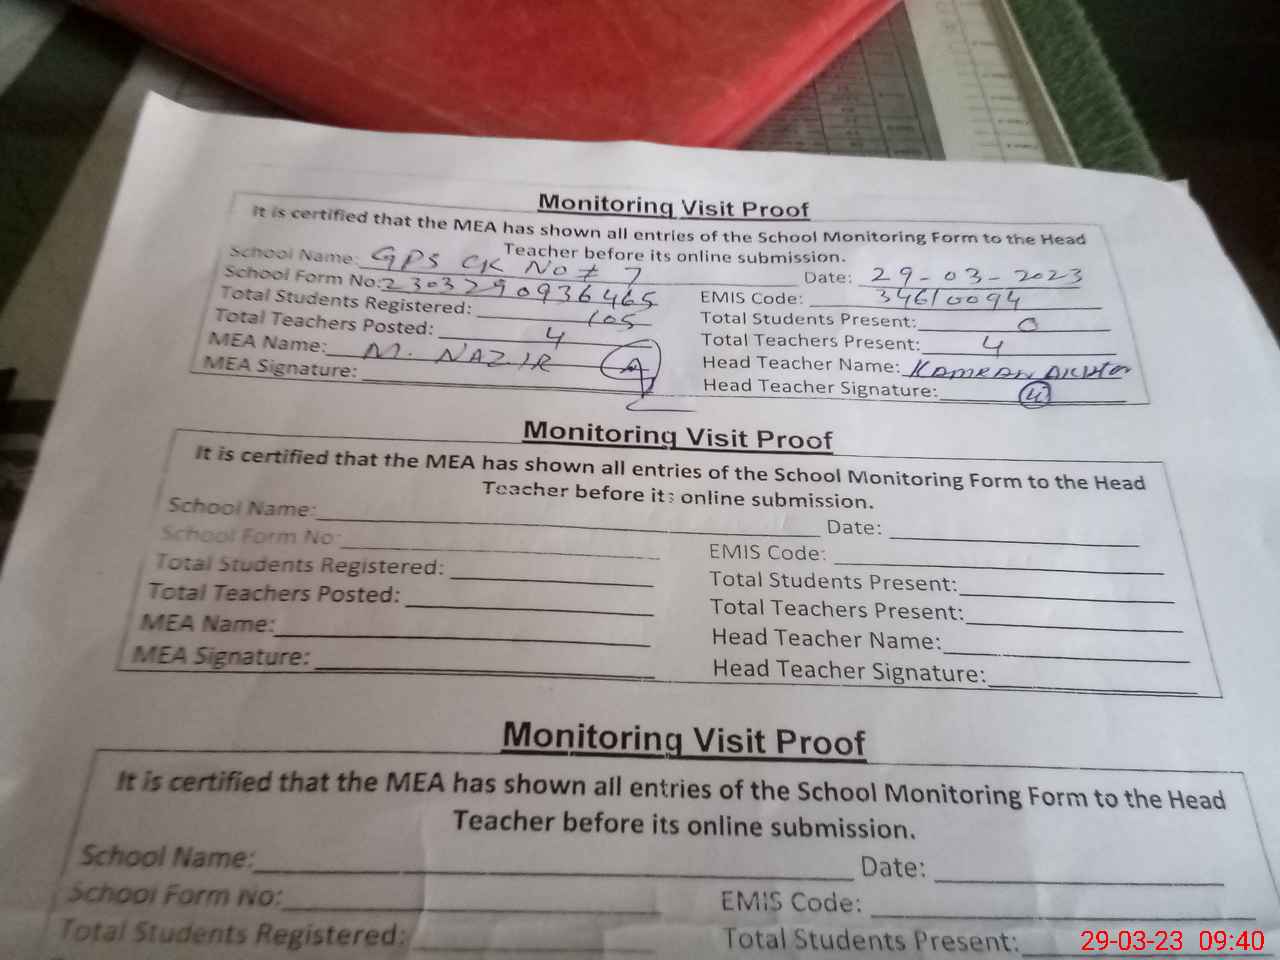 Monitoring Visit Proof
It is certified that the MEA has shown all entries of the School Monitoring Form to the Head
Teacher before its online submission.
School Name: GPS CK No # 7 Date: 29-03-2023
School Form No: 2303290936465 EMIS Code: 34610094
Total Students Registered: 105 Total Students Present: 0
Total Teachers Posted: 4 Total Teachers Present: 4
MEA Name: M. NAZIR Head Teacher Name: KAMRAN
MEA Signature: Head Teacher Signature:
Monitoring Visit Proof
It is certified that the MEA has shown all entries of the School Monitoring Form to the Head
Teacher before its online submission.
School Name: Date:
School Form No: EMIS Code:
Total Students Registered: Total Students Present:
Total Teachers Posted: Total Teachers Present:
MEA Name: Head Teacher Name:
MEA Signature: Head Teacher Signature:
Monitoring Visit Proof
It is certified that the MEA has shown all entries of the School Monitoring Form to the Head
Teacher before its online submission.
School Name: Date:
School Form No: EMIS Code:
Total Students Registered: Total Students Present:
29-03-23 09:40